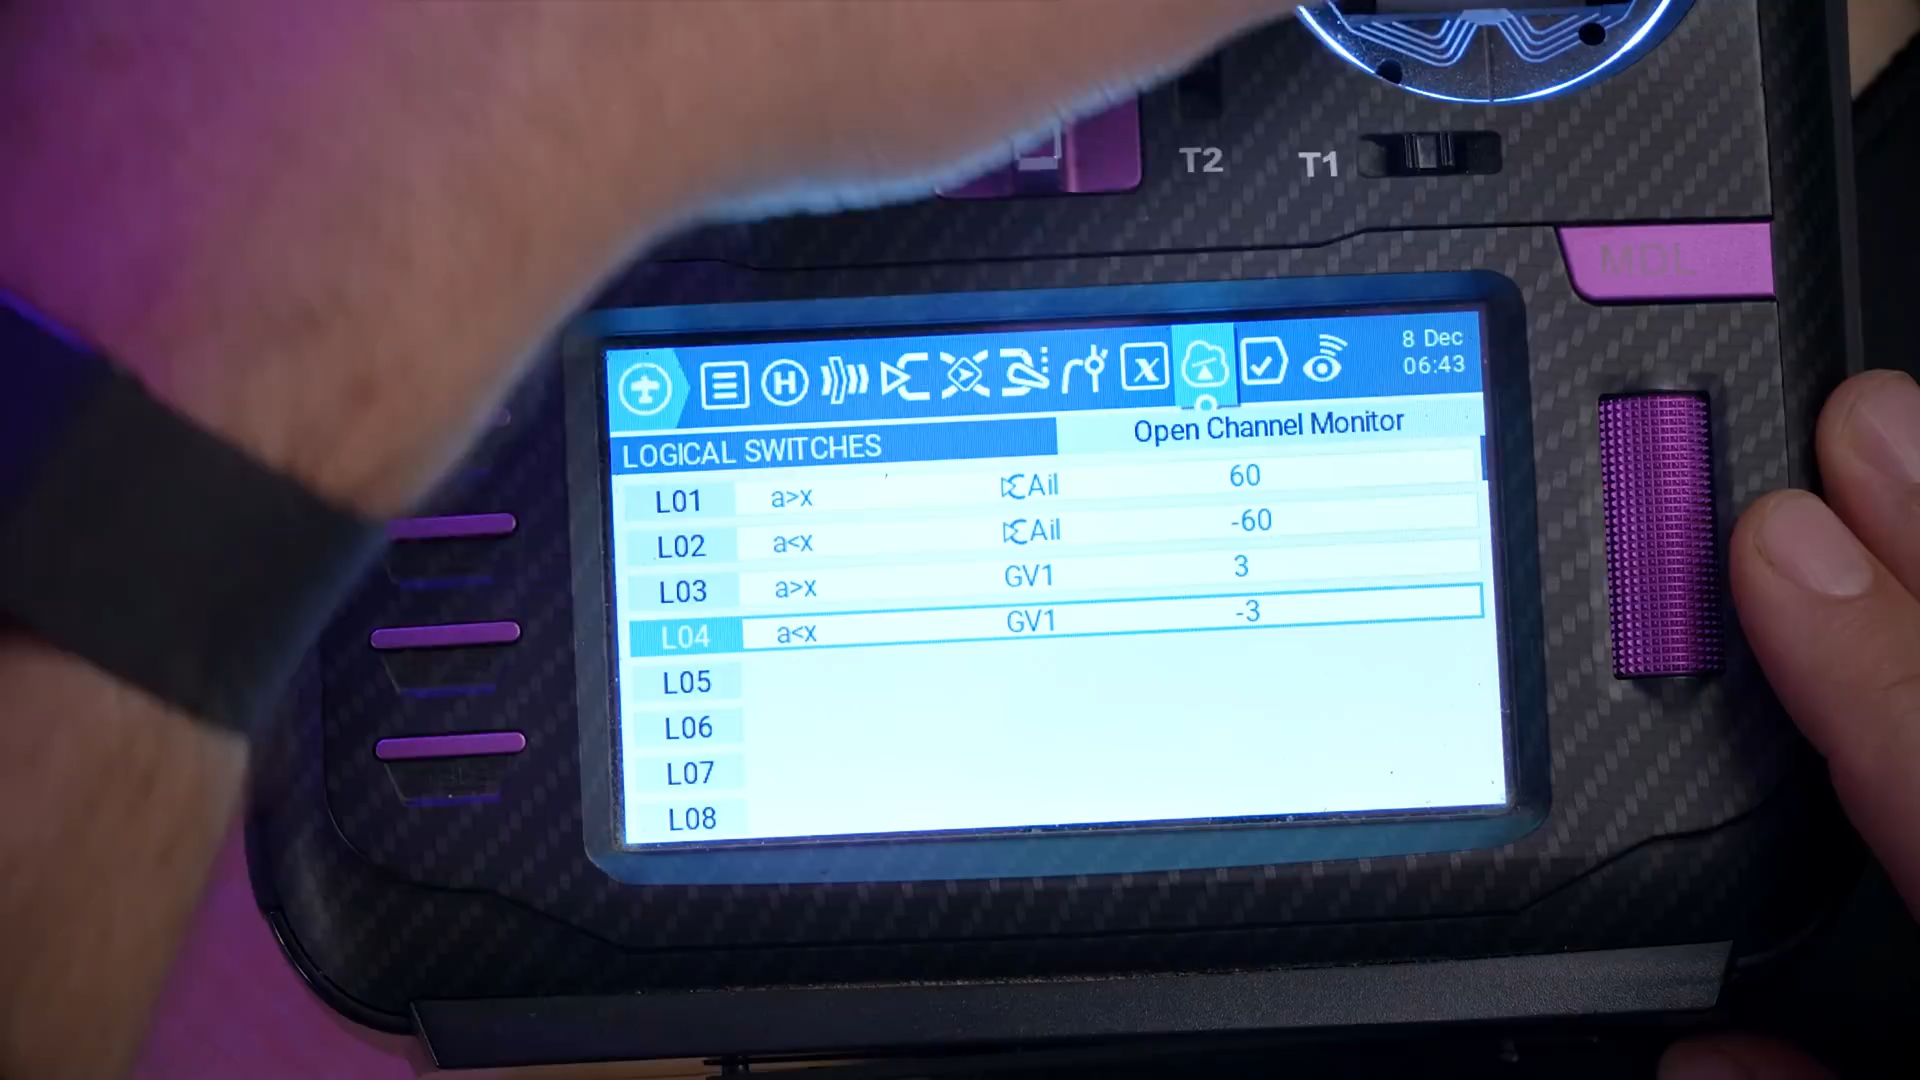 T2 T1
MDL
8 Dec
06:43
LOGICAL SWITCHES
Open Channel Monitor
L01 a>x Ail 60
L02 a<x Ail -60
L03 a>x GV1 3
L04 a<x GV1 -3
L05
L06
L07
L08